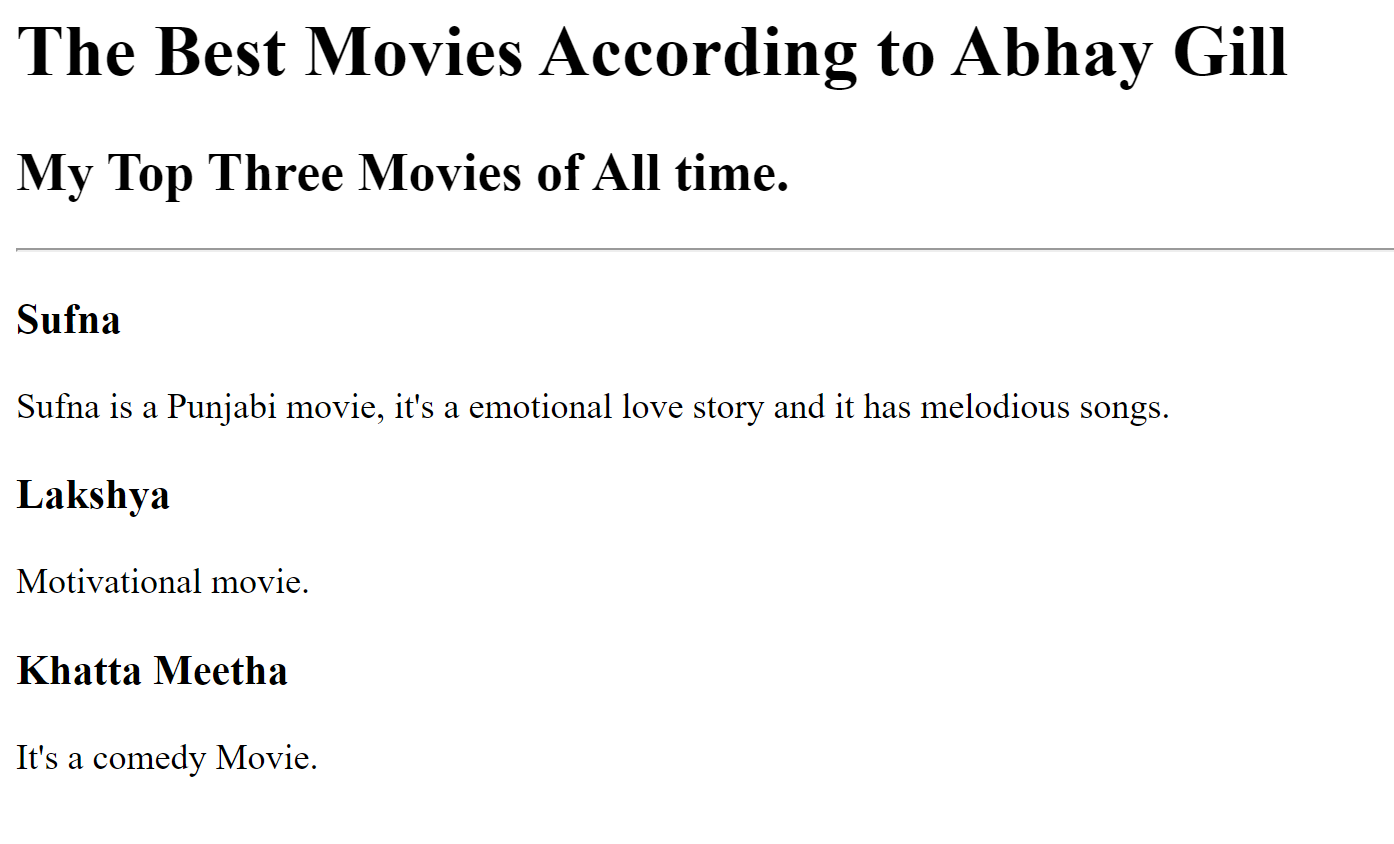 The Best Movies According to Abhay Gill
My Top Three Movies of All time.
Sufna
Sufna is a Punjabi movie, it's a emotional love story and it has melodious songs.
Lakshya
Motivational movie.
Khatta Meetha
It's a comedy Movie.